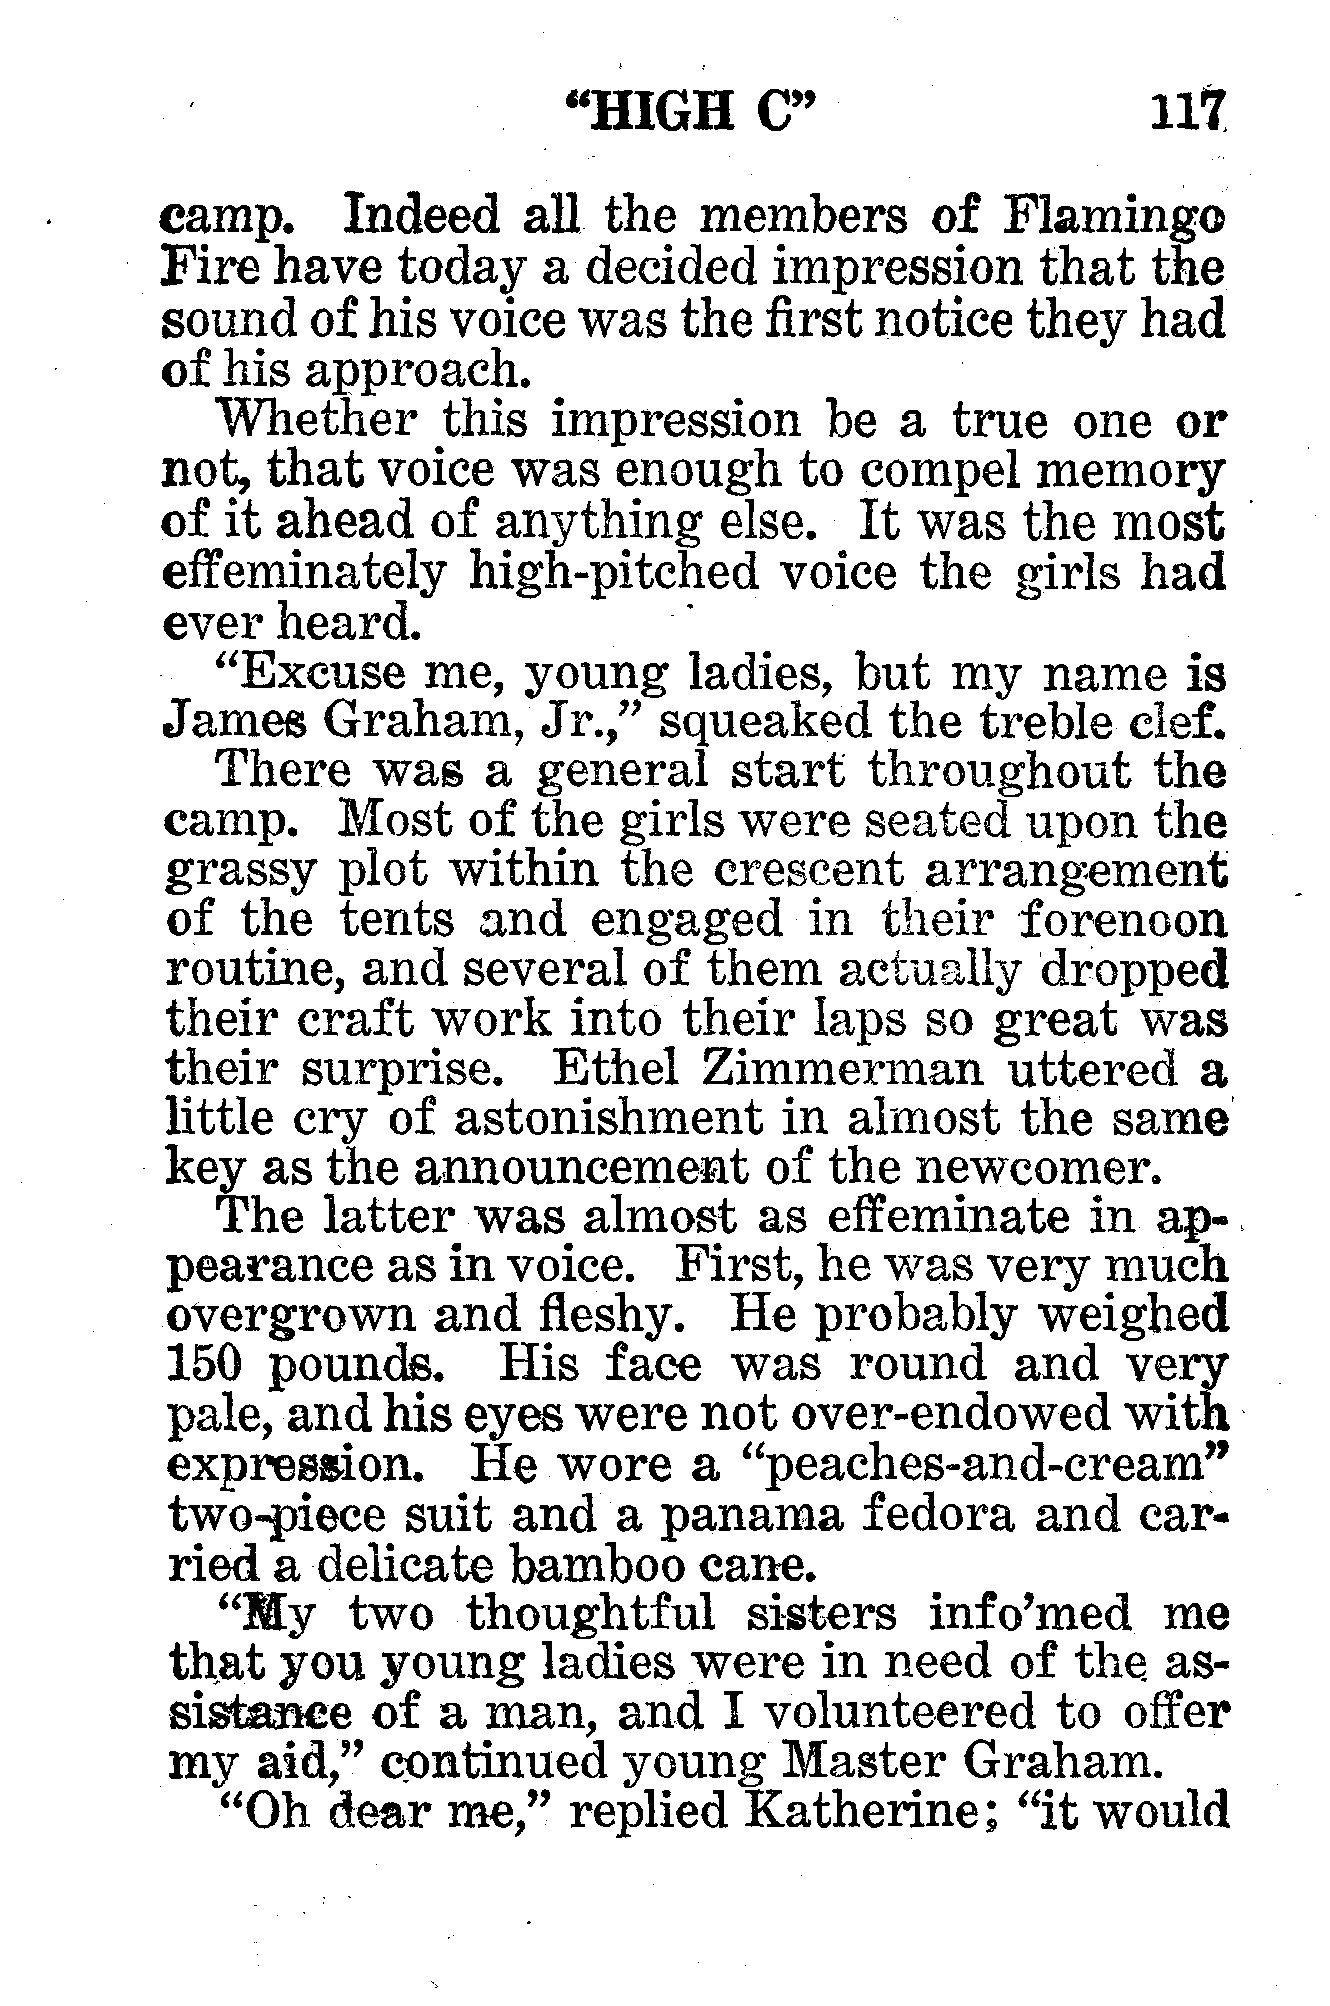 "HIGH C" 117
camp. Indeed all the members of Flamingo
Fire have today a decided impression that the
sound of his voice was the first notice they had
of his approach.
Whether this impression be a true one or
not, that voice was enough to compel memory
of it ahead of anything else. It was the most
effeminately high-pitched voice the girls had
ever heard.
"Excuse me, young ladies, but my name is
James Graham, Jr.," squeaked the treble clef.
There was a general start throughout the
camp. Most of the girls were seated upon the
grassy plot within the crescent arrangement
of the tents and engaged in their forenoon
routine, and several of them actually dropped
their craft work into their laps so great was
their surprise. Ethel Zimmerman uttered a
little cry of astonishment in almost the same
key as the announcement of the newcomer.
The latter was almost as effeminate in ap-
pearance as in voice. First, he was very much
overgrown and fleshy. He probably weighed
150 pounds. His face was round and very
pale, and his eyes were not over-endowed with
expression. He wore a "peaches-and-cream"
two-piece suit and a panama fedora and car-
ried a delicate bamboo cane.
"My two thoughtful sisters info'med me
that you young ladies were in need of the as-
sistance of a man, and I volunteered to offer
my aid," continued young Master Graham.
"Oh dear me," replied Katherine; "it would